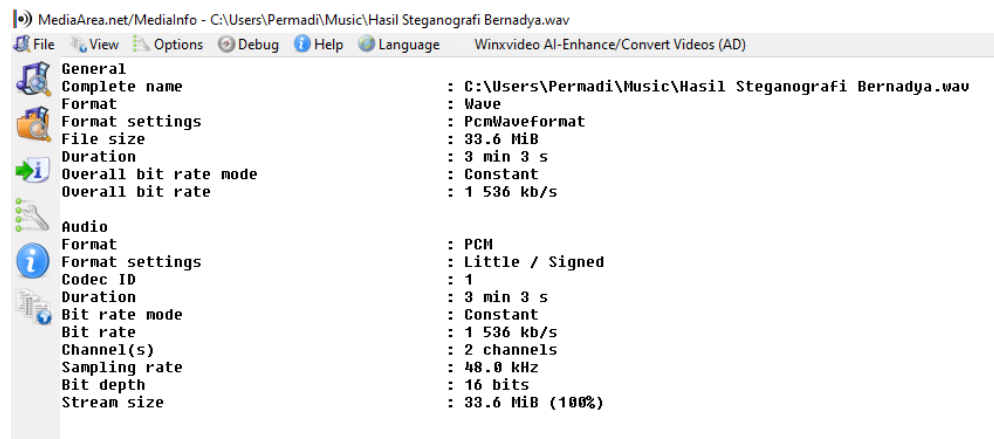 MediaArea.net/MediaInfo - C:\Users\Permadi\Music\Hasil Steganografi Bernadya.wav
File View Options Debug Help Language Winxvideo AI-Enhance/Convert Videos (AD)
General
Complete name : C:\Users\Permadi\Music\Hasil Steganografi Bernadya.wav
Format : Wave
Format settings : PcmWaveformat
File size : 33.6 MiB
Duration : 3 min 3 s
Overall bit rate mode : Constant
Overall bit rate : 1 536 kb/s
Audio
Format : PCM
Format settings : Little / Signed
Codec ID : 1
Duration : 3 min 3 s
Bit rate mode : Constant
Bit rate : 1 536 kb/s
Channel(s) : 2 channels
Sampling rate : 48.0 kHz
Bit depth : 16 bits
Stream size : 33.6 MiB (100%)